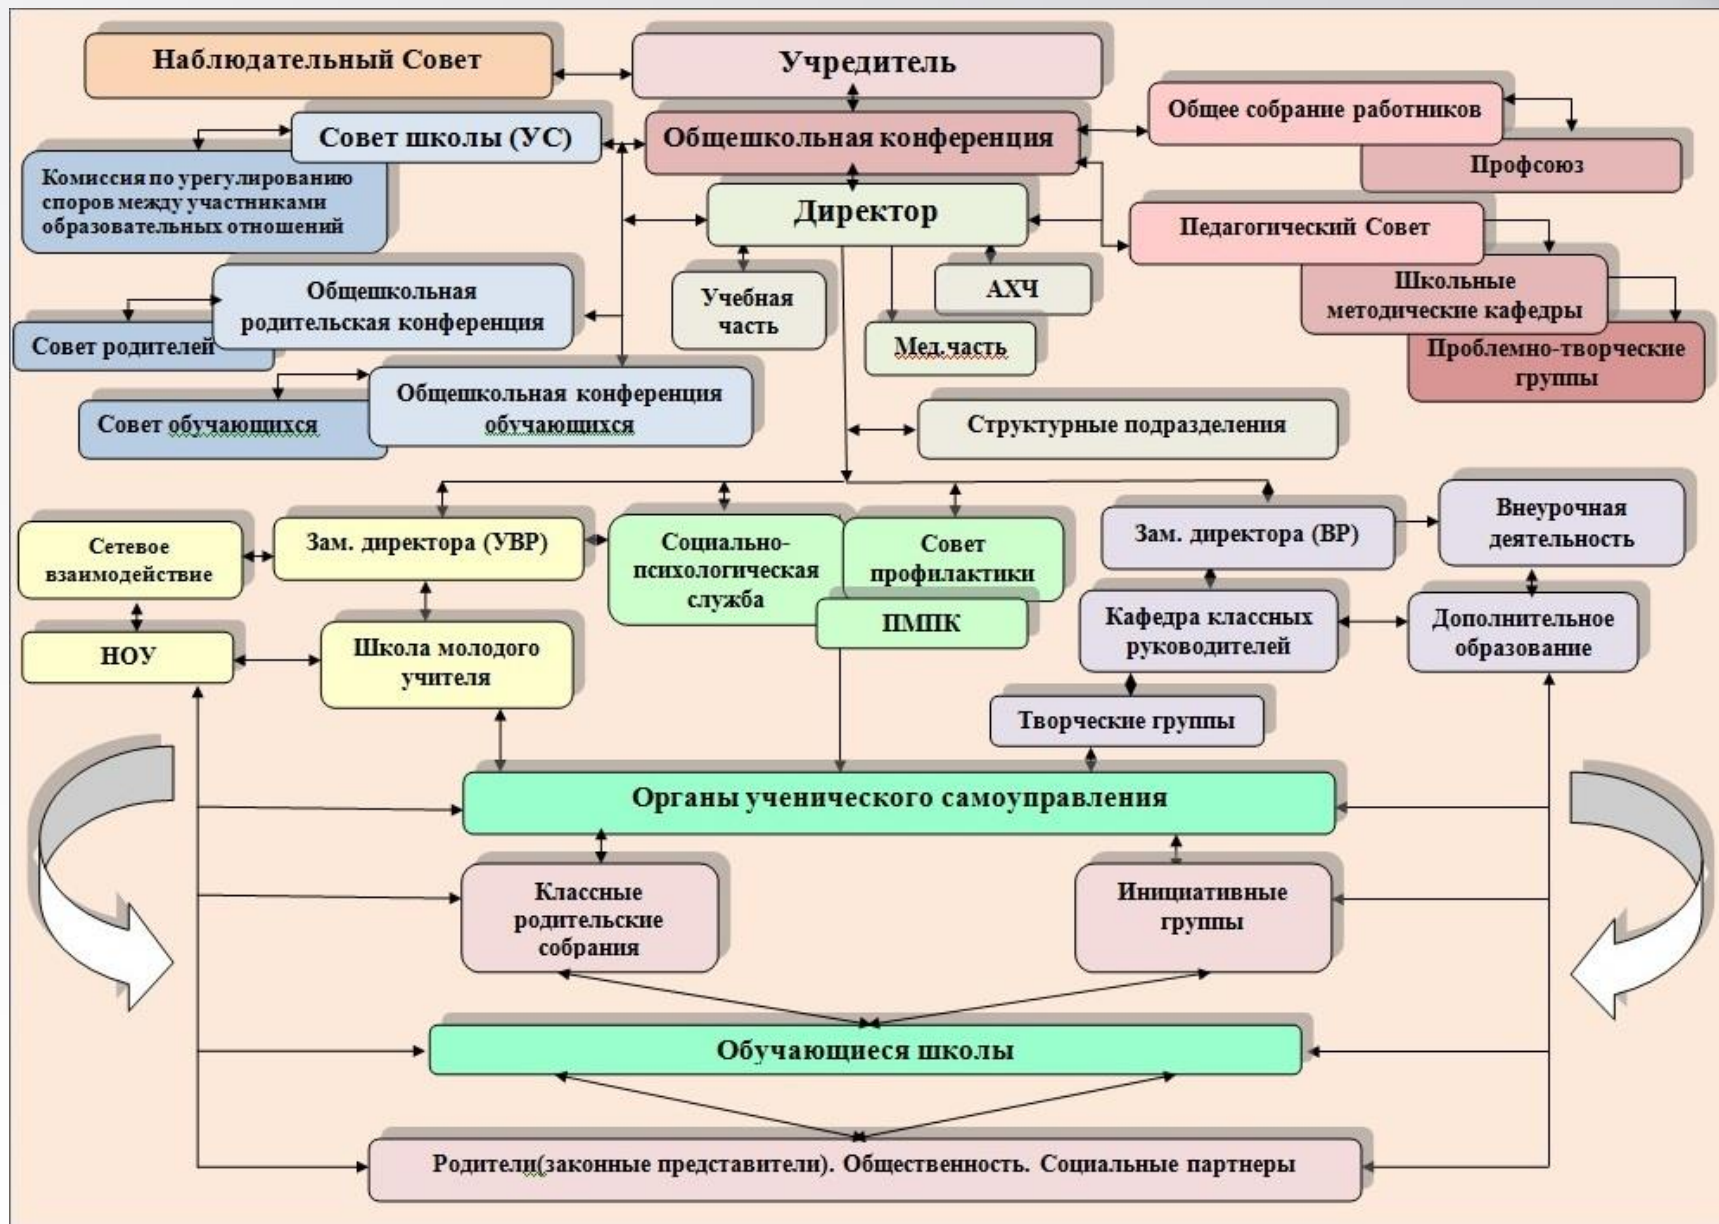 Наблюдательный Совет
Учредитель
Общее собрание работников
Совет школы (УС)
Общешкольная конференция
Профсоюз
Комиссия по урегулированию
споров между участниками
образовательных отношений
Директор
Педагогический Совет
Общешкольная
родительская конференция
Учебная
часть
АХЧ
Школьные
методические кафедры
Совет родителей
Мед.часть
Проблемно-творческие
группы
Общешкольная конференция
обучающихся
Совет обучающихся
Структурные подразделения
Сетевое
взаимодействие
Зам. директора (УВР)
Социально-
психологическая
служба
Совет
профилактики
Зам. директора (ВР)
Внеурочная
деятельность
НОУ
Школа молодого
учителя
ПМПК
Кафедра классных
руководителей
Дополнительное
образование
Творческие группы
Органы ученического самоуправления
Классные
родительские
собрания
Инициативные
группы
Обучающиеся школы
Родители(законные представители). Общественность. Социальные партнеры